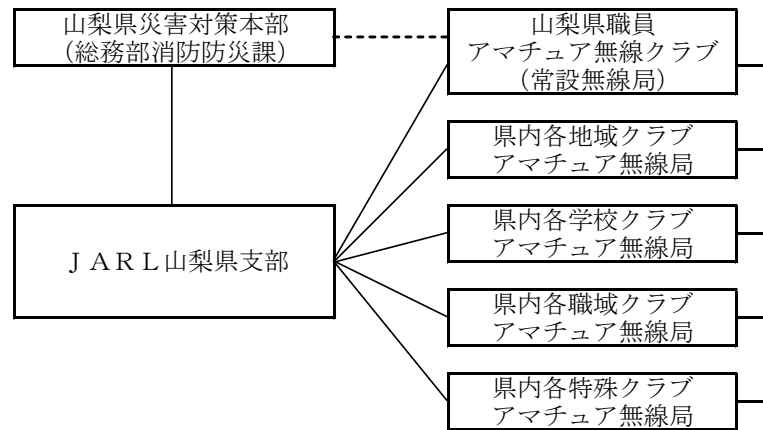 山梨県災害対策本部
(総務部消防防災課)
山梨県職員
アマチュア無線クラブ
(常設無線局)
県内各地域クラブ
アマチュア無線局
ＪＡＲＬ山梨県支部
県内各学校クラブ
アマチュア無線局
県内各職域クラブ
アマチュア無線局
県内各特殊クラブ
アマチュア無線局